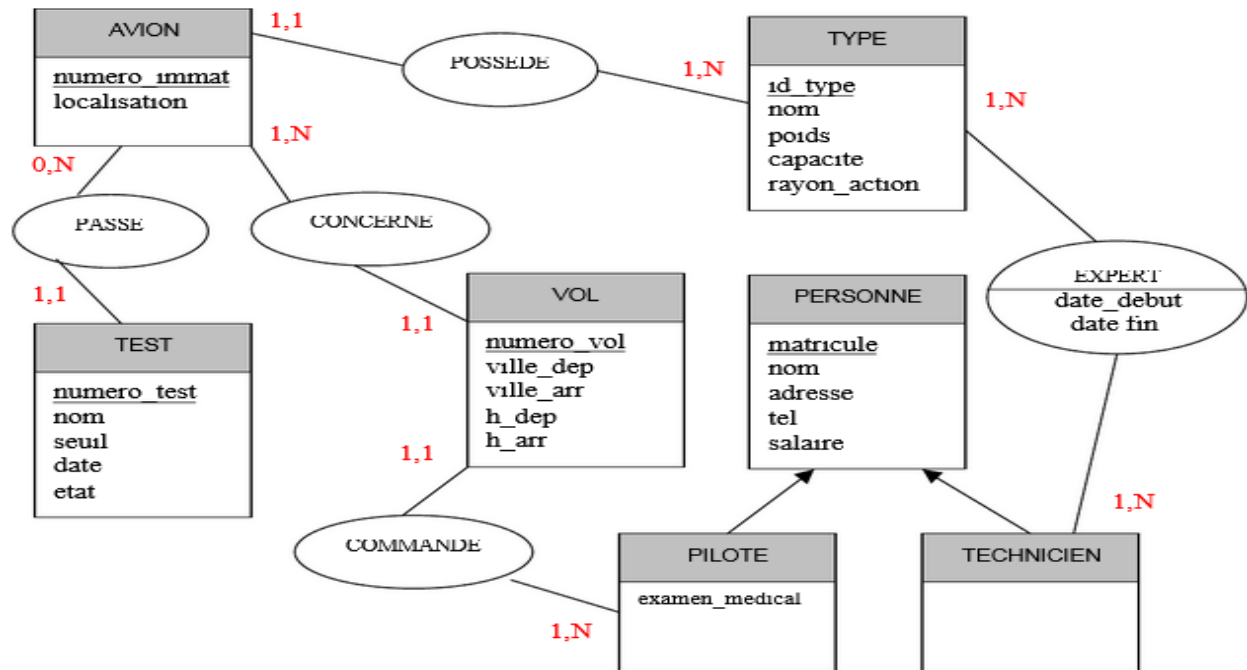 AVION
numero_immat
localisation
1,1
POSSEDE
1,N
TYPE
id_type
nom
poids
capacite
rayon_action
1,N
0,N
1,N
PASSE
CONCERNE
1,1
1,1
TEST
numero_test
nom
seuil
date
etat
VOL
numero_vol
ville_dep
ville_arr
h_dep
h_arr
PERSONNE
matricule
nom
adresse
tel
salaire
EXPERT
date_debut
date fin
1,1
COMMANDE
1,N
PILOTE
examen_medical
1,N
TECHNICIEN